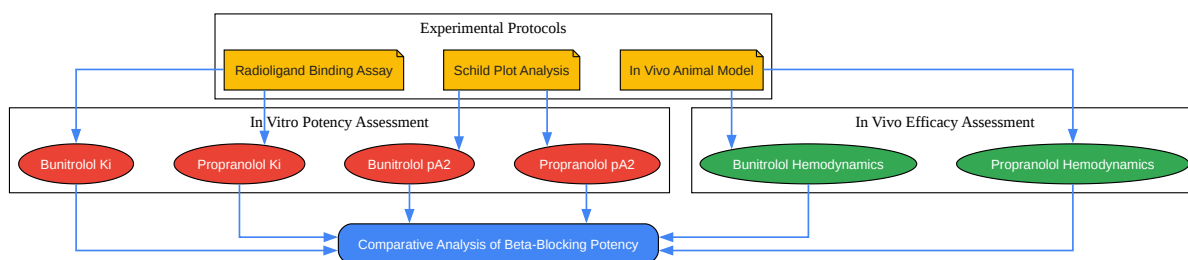 Experimental Protocols
Radioligand Binding Assay
Schild Plot Analysis
In Vivo Animal Model
In Vitro Potency Assessment
In Vivo Efficacy Assessment
Bunitrolol Ki
Propranolol Ki
Bunitrolol pA2
Propranolol pA2
Bunitrolol Hemodynamics
Propranolol Hemodynamics
Comparative Analysis of Beta-Blocking Potency